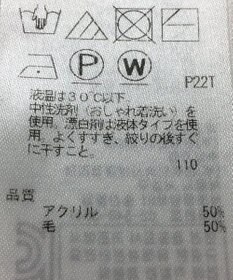 P W P22T
液温は30℃以下。
中性洗剤(おしゃれ着洗い)を
使用。漂白剤は液体タイプを使
用。よくすすぎ、絞りの後すぐ
に干すこと。
110
品質
アクリル 50%
毛 50%